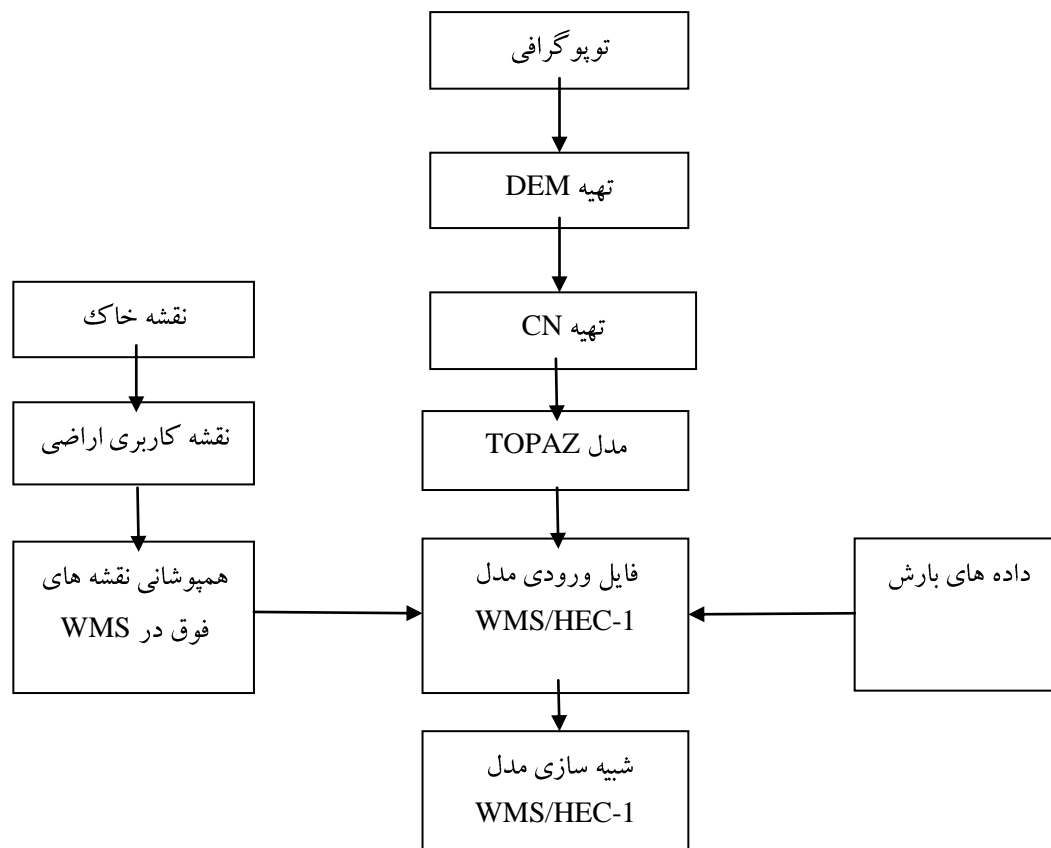 توپوگرافی
تهیه DEM
تهیه CN
مدل TOPAZ
نقشه خاك
نقشه کاربری اراضی
همپوشانی نقشه های
فوق در WMS
فایل ورودی مدل
WMS/HEC-1
داده های بارش
شبیه سازی مدل
WMS/HEC-1